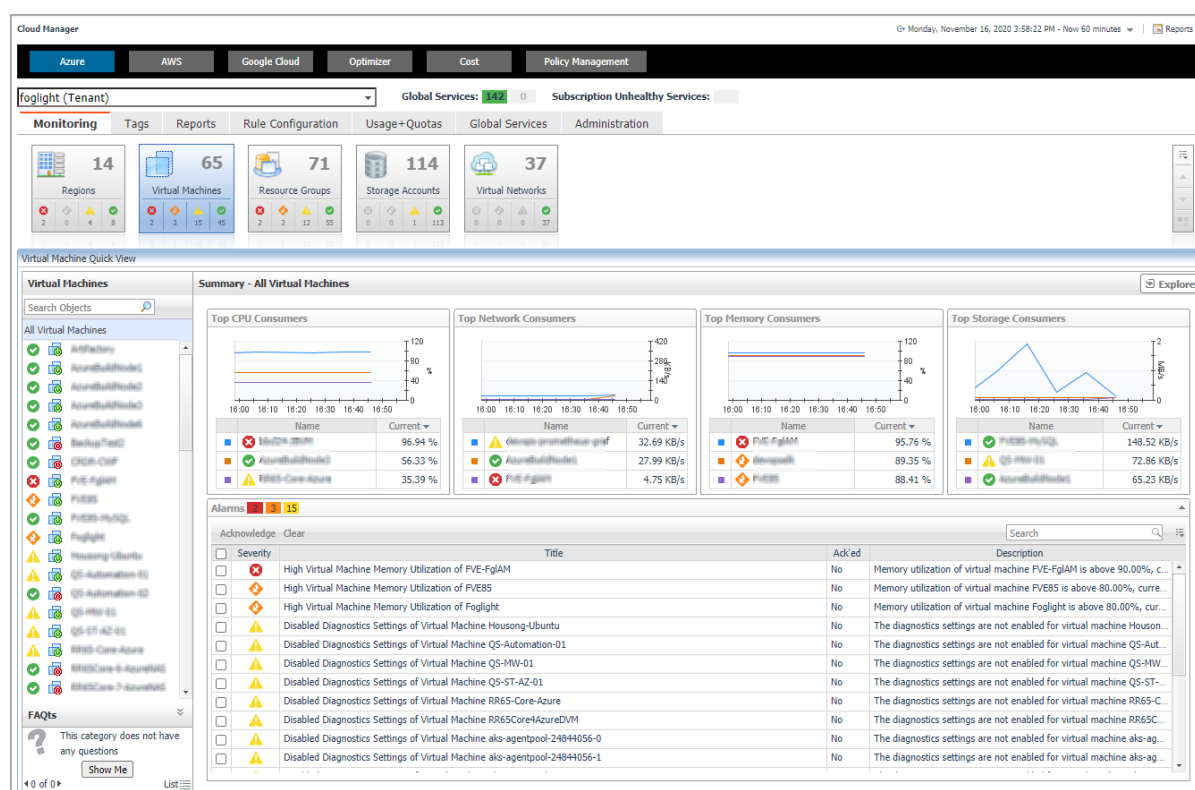 Cloud Manager
Monday, November 16, 2020 3:58:22 PM - Now 60 minutes
Reports
Azure AWS Google Cloud Optimizer Cost Policy Management
foglight (Tenant) Global Services: 142 0 Subscription Unhealthy Services:
Monitoring Tags Reports Rule Configuration Usage+Quotas Global Services Administration
14 65 71 114 37
Regions Virtual Machines Resource Groups Storage Accounts Virtual Networks
2 0 4 8 2 3 15 45 2 2 12 55 0 0 1 113 0 0 0 37
Virtual Machine Quick View
Virtual Machines
Search Objects
All Virtual Machines
FAQts
This category does not have
any questions
Show Me
0 of 0 List
Summary - All Virtual Machines Explore
Top CPU Consumers
120
80
%
40
0
16:00 16:10 16:20 16:30 16:40 16:50
Name Current
96.94 %
56.33 %
35.39 %
Top Network Consumers
420
280
KB/s
140
0
16:00 16:10 16:20 16:30 16:40 16:50
Name Current
32.69 KB/s
27.99 KB/s
4.75 KB/s
Top Memory Consumers
120
80
%
40
0
16:00 16:10 16:20 16:30 16:40 16:50
Name Current
95.76 %
89.35 %
88.41 %
Top Storage Consumers
2
MB/s
0
16:00 16:10 16:20 16:30 16:40 16:50
Name Current
148.52 KB/s
72.86 KB/s
65.23 KB/s
Alarms 2 3 15
Acknowledge Clear Search
Severity Title Ack'ed Description
High Virtual Machine Memory Utilization of FVE-FglAM No Memory utilization of virtual machine FVE-FglAM is above 90.00%, c...
High Virtual Machine Memory Utilization of FVE85 No Memory utilization of virtual machine FVE85 is above 80.00%, curre...
High Virtual Machine Memory Utilization of Foglight No Memory utilization of virtual machine Foglight is above 80.00%, cur...
Disabled Diagnostics Settings of Virtual Machine Housong-Ubuntu No The diagnostics settings are not enabled for virtual machine Houson...
Disabled Diagnostics Settings of Virtual Machine QS-Automation-01 No The diagnostics settings are not enabled for virtual machine QS-Aut...
Disabled Diagnostics Settings of Virtual Machine QS-MW-01 No The diagnostics settings are not enabled for virtual machine QS-MW...
Disabled Diagnostics Settings of Virtual Machine QS-ST-AZ-01 No The diagnostics settings are not enabled for virtual machine QS-ST-...
Disabled Diagnostics Settings of Virtual Machine RR65-Core-Azure No The diagnostics settings are not enabled for virtual machine RR65-C...
Disabled Diagnostics Settings of Virtual Machine RR65Core4AzureDVM No The diagnostics settings are not enabled for virtual machine RR65C...
Disabled Diagnostics Settings of Virtual Machine aks-agentpool-24844056-0 No The diagnostics settings are not enabled for virtual machine aks-ag...
Disabled Diagnostics Settings of Virtual Machine aks-agentpool-24844056-1 No The diagnostics settings are not enabled for virtual machine aks-ag...